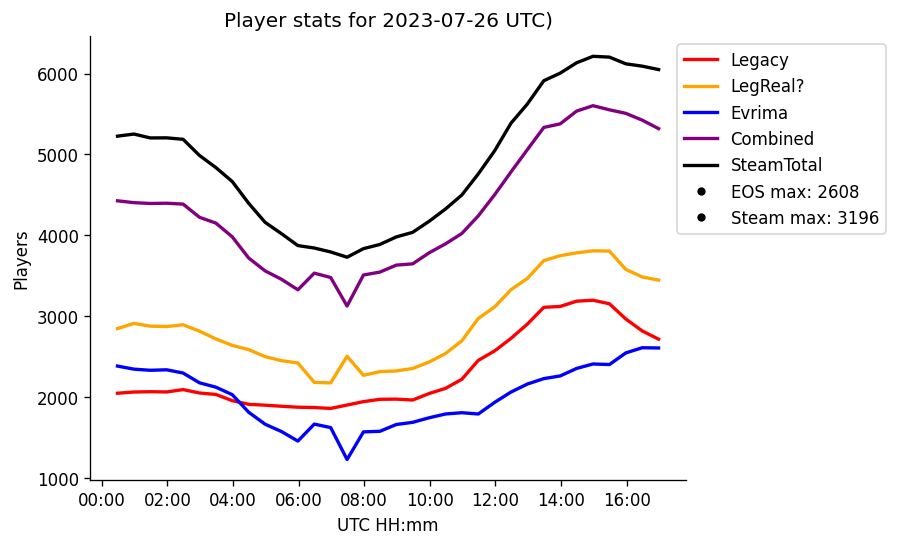 Player stats for 2023-07-26 UTC)
Legacy
LegReal?
Evrima
Combined
SteamTotal
EOS max: 2608
Steam max: 3196
Players
6000
5000
4000
3000
2000
1000
00:00 02:00 04:00 06:00 08:00 10:00 12:00 14:00 16:00
UTC HH:mm